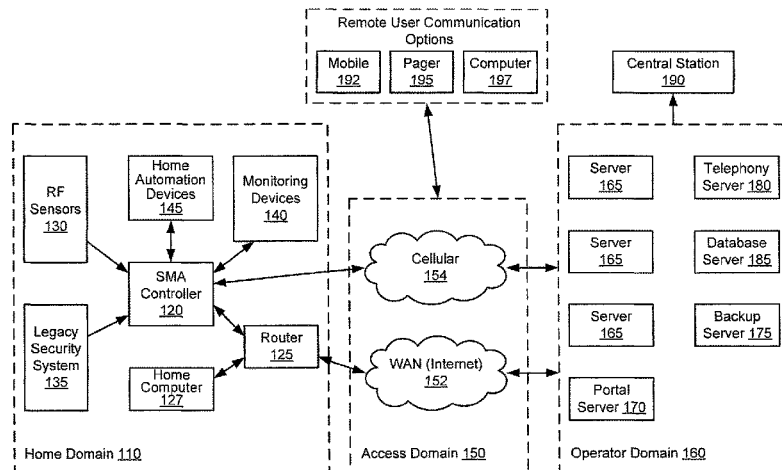 Remote User Communication
Options
Mobile
192
Pager
195
Computer
197
Central Station
190
RF
Sensors
130
Home
Automation
Devices
145
Monitoring
Devices
140
SMA
Controller
120
Legacy
Security
System
135
Router
125
Home
Computer
127
Home Domain 110
Cellular
154
WAN (Internet)
152
Access Domain 150
Server
165
Telephony
Server 180
Server
165
Database
Server
185
Server
165
Backup
Server 175
Portal
Server 170
Operator Domain 160